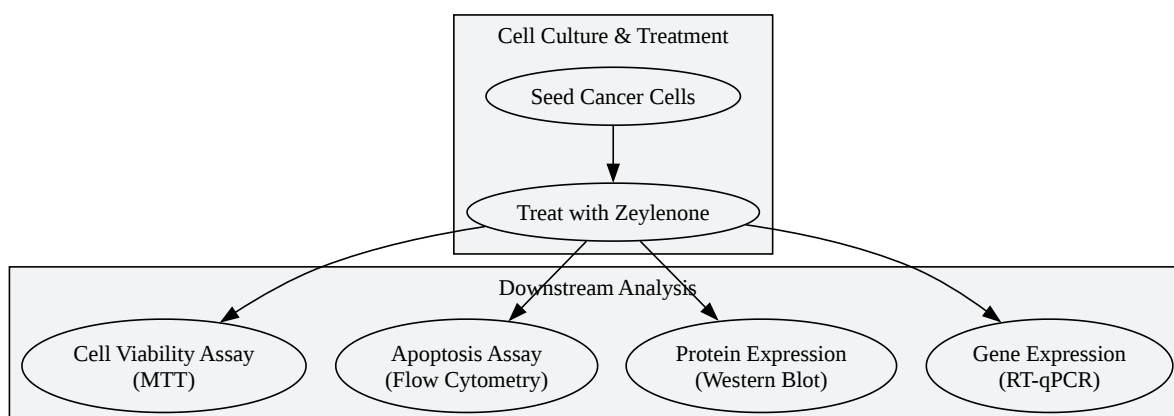 Cell Culture & Treatment
Seed Cancer Cells
Treat with Zeylenone
Downstream Analysis
Cell Viability Assay
(MTT)
Apoptosis Assay
(Flow Cytometry)
Protein Expression
(Western Blot)
Gene Expression
(RT-qPCR)